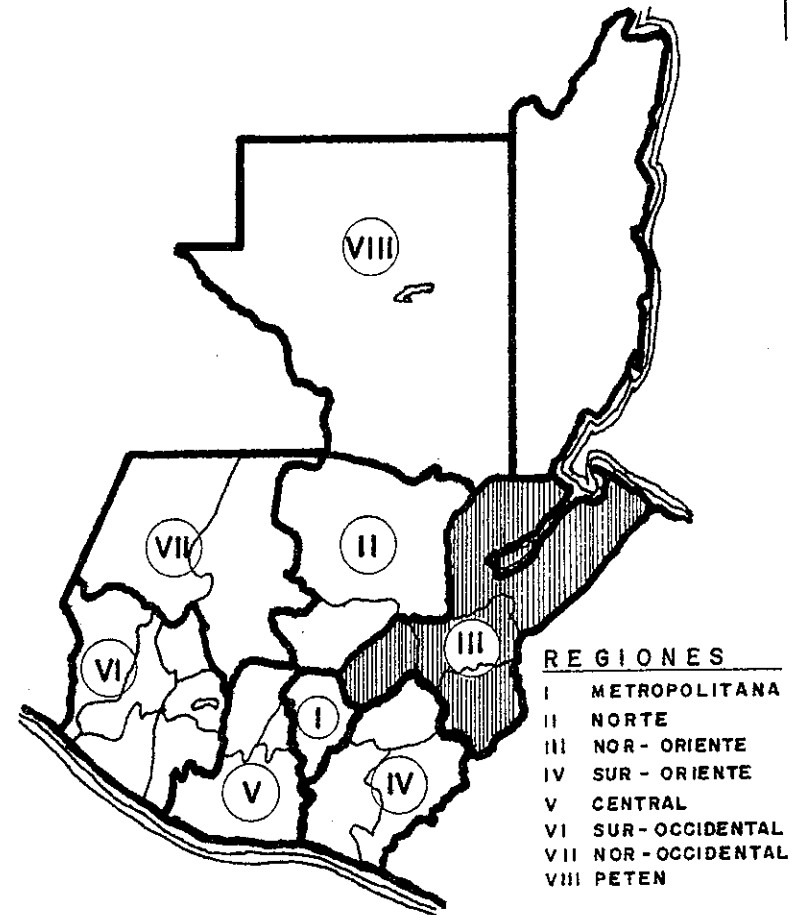 VIII
VII
II
VI
III
I
V
IV
REGIONES
I METROPOLITANA
II NORTE
III NOR-ORIENTE
IV SUR-ORIENTE
V CENTRAL
VI SUR-OCCIDENTAL
VII NOR-OCCIDENTAL
VIII PETEN